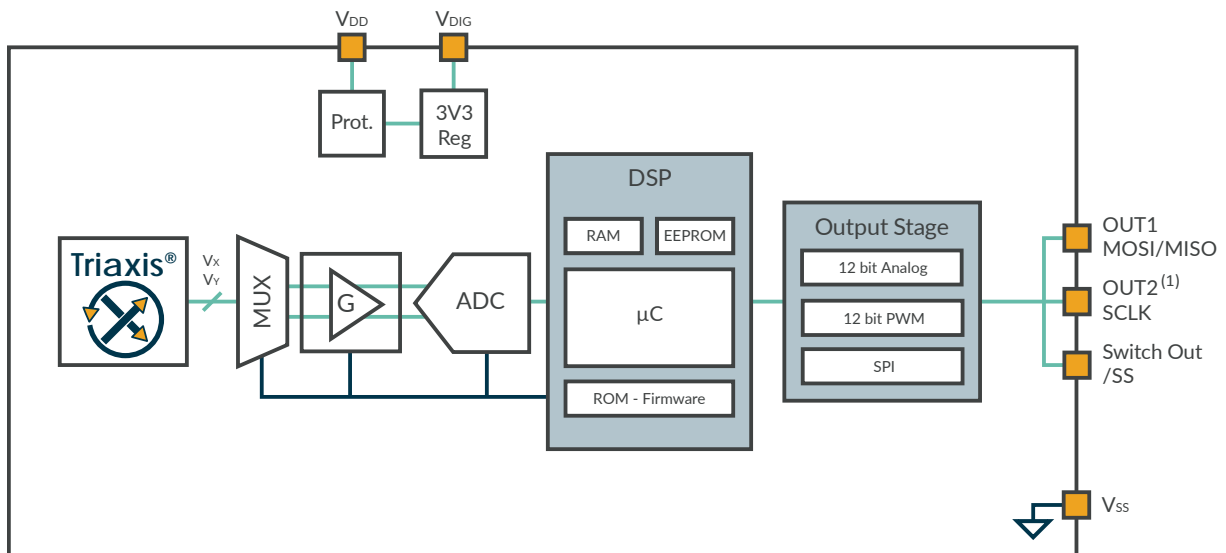 VDD
VDIG
Prot.
3V3
Reg
DSP
RAM
EEPROM
µC
ROM - Firmware
Output Stage
12 bit Analog
12 bit PWM
SPI
Triaxis®
VX
VY
MUX
G
ADC
OUT1
MOSI/MISO
OUT2(1)
SCLK
Switch Out
/SS
VSS